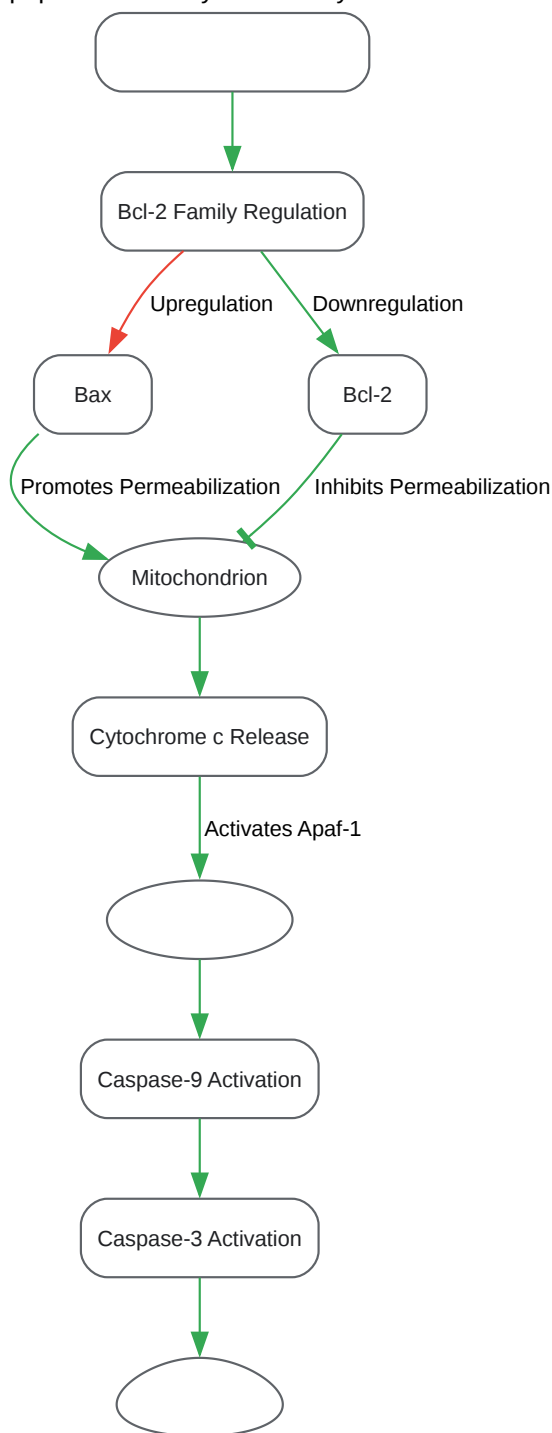 Bcl-2 Family Regulation
Upregulation
Downregulation
Bax
Bcl-2
Promotes Permeabilization
Inhibits Permeabilization
Mitochondrion
Cytochrome c Release
Activates Apaf-1
Caspase-9 Activation
Caspase-3 Activation